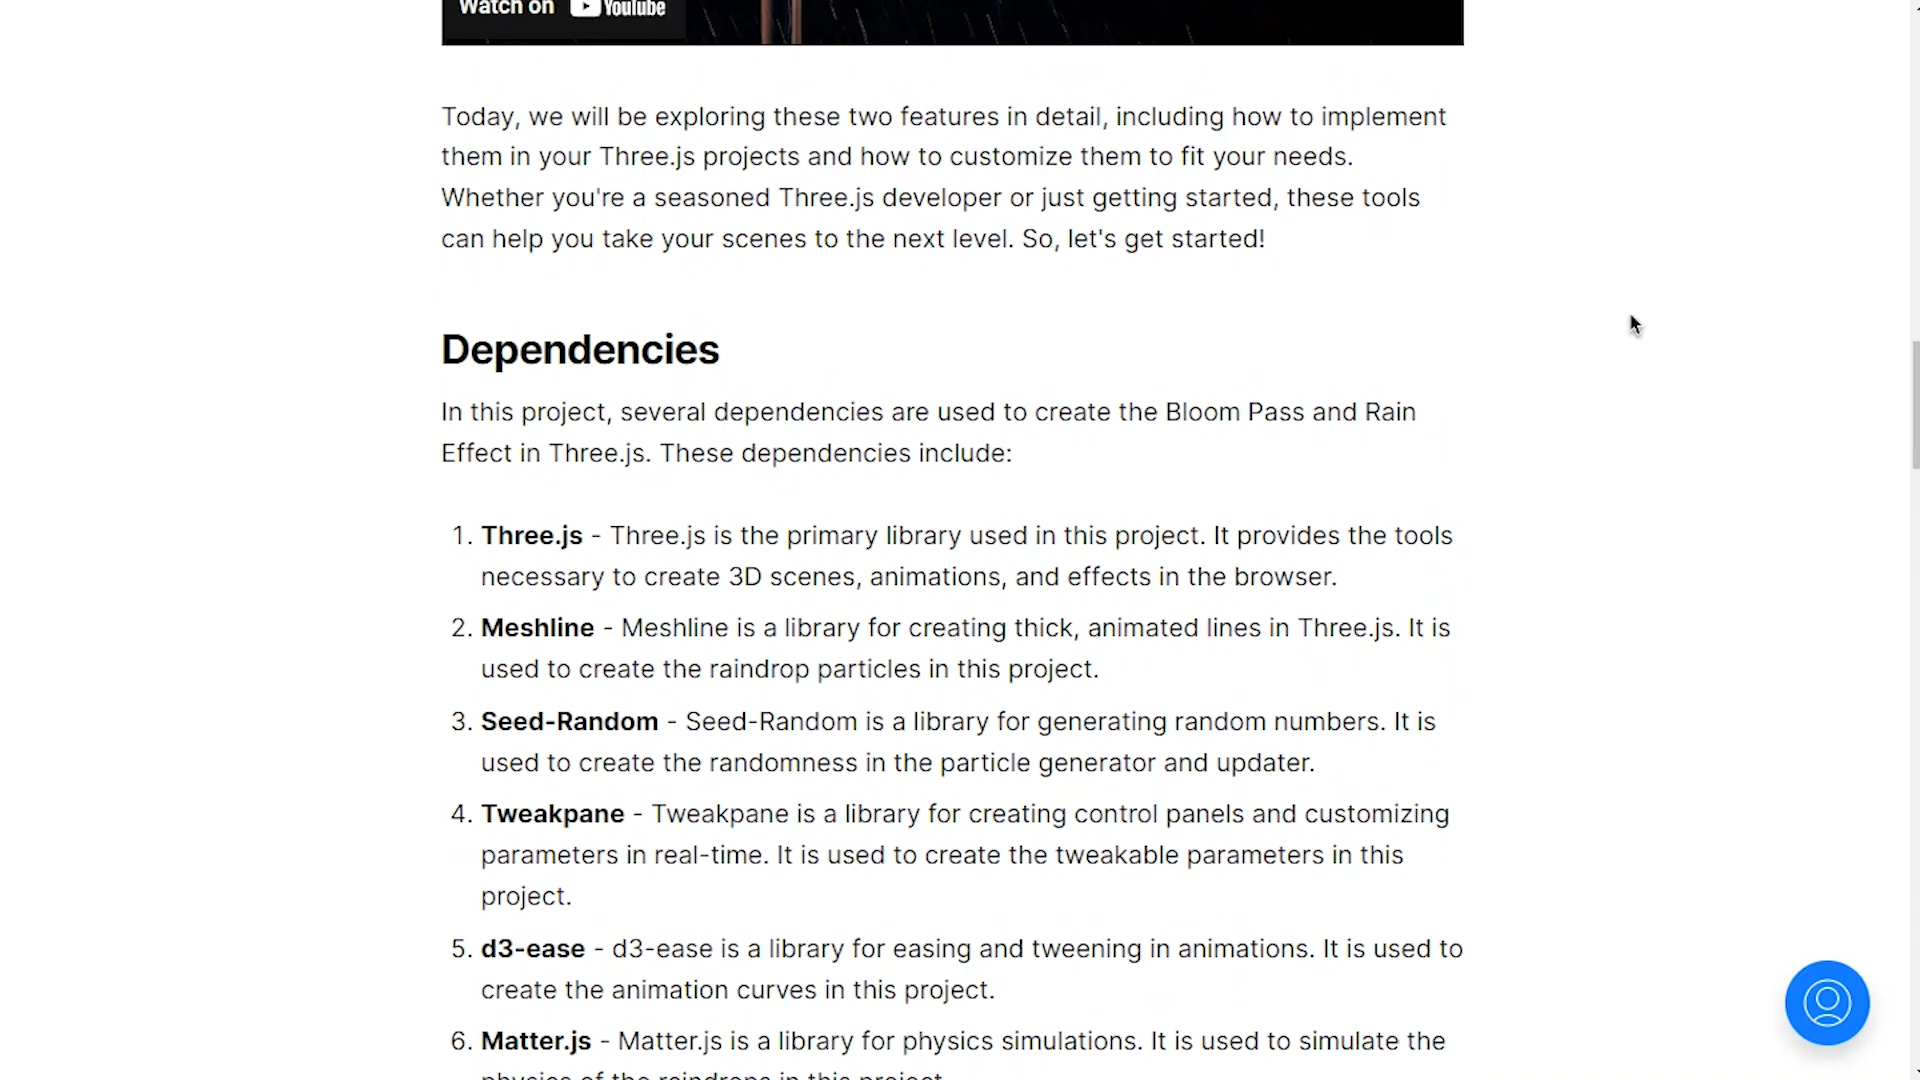 Watch on YouTube
Today, we will be exploring these two features in detail, including how to implement
them in your Three.js projects and how to customize them to fit your needs.
Whether you're a seasoned Three.js developer or just getting started, these tools
can help you take your scenes to the next level. So, let's get started!
Dependencies
In this project, several dependencies are used to create the Bloom Pass and Rain
Effect in Three.js. These dependencies include:
1. Three.js - Three.js is the primary library used in this project. It provides the tools
necessary to create 3D scenes, animations, and effects in the browser.
2. Meshline - Meshline is a library for creating thick, animated lines in Three.js. It is
used to create the raindrop particles in this project.
3. Seed-Random - Seed-Random is a library for generating random numbers. It is
used to create the randomness in the particle generator and updater.
4. Tweakpane - Tweakpane is a library for creating control panels and customizing
parameters in real-time. It is used to create the tweakable parameters in this
project.
5. d3-ease - d3-ease is a library for easing and tweening in animations. It is used to
create the animation curves in this project.
6. Matter.js - Matter.js is a library for physics simulations. It is used to simulate the
physics of the raindrops in this project